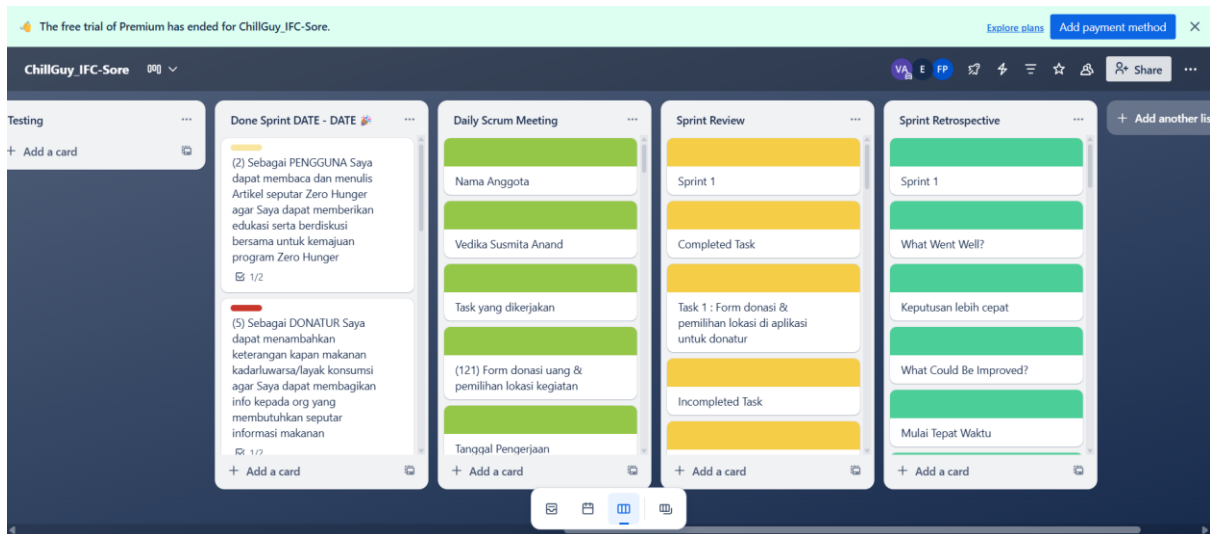 The free trial of Premium has ended for ChillGuy_IFC-Sore.
Explore plans
Add payment method
ChillGuy_IFC-Sore
VA
E
FP
Share
Testing
Add a card
Done Sprint DATE - DATE 🎉
(2) Sebagai PENGGUNA Saya
dapat membaca dan menulis
Artikel seputar Zero Hunger
agar Saya dapat memberikan
edukasi serta berdiskusi
bersama untuk kemajuan
program Zero Hunger
1/2
(5) Sebagai DONATUR Saya
dapat menambahkan
keterangan kapan makanan
kadarluwarsa/layak konsumsi
agar Saya dapat membagikan
info kepada org yang
membutuhkan seputar
informasi makanan
1/2
Add a card
Daily Scrum Meeting
Nama Anggota
Vedika Susmita Anand
Task yang dikerjakan
(121) Form donasi uang &
pemilihan lokasi kegiatan
Tanggal Pengerjaan
Add a card
Sprint Review
Sprint 1
Completed Task
Task 1 : Form donasi &
pemilihan lokasi di aplikasi
untuk donatur
Incompleted Task
Add a card
Sprint Retrospective
Sprint 1
What Went Well?
Keputusan lebih cepat
What Could Be Improved?
Mulai Tepat Waktu
Add a card
Add another lis